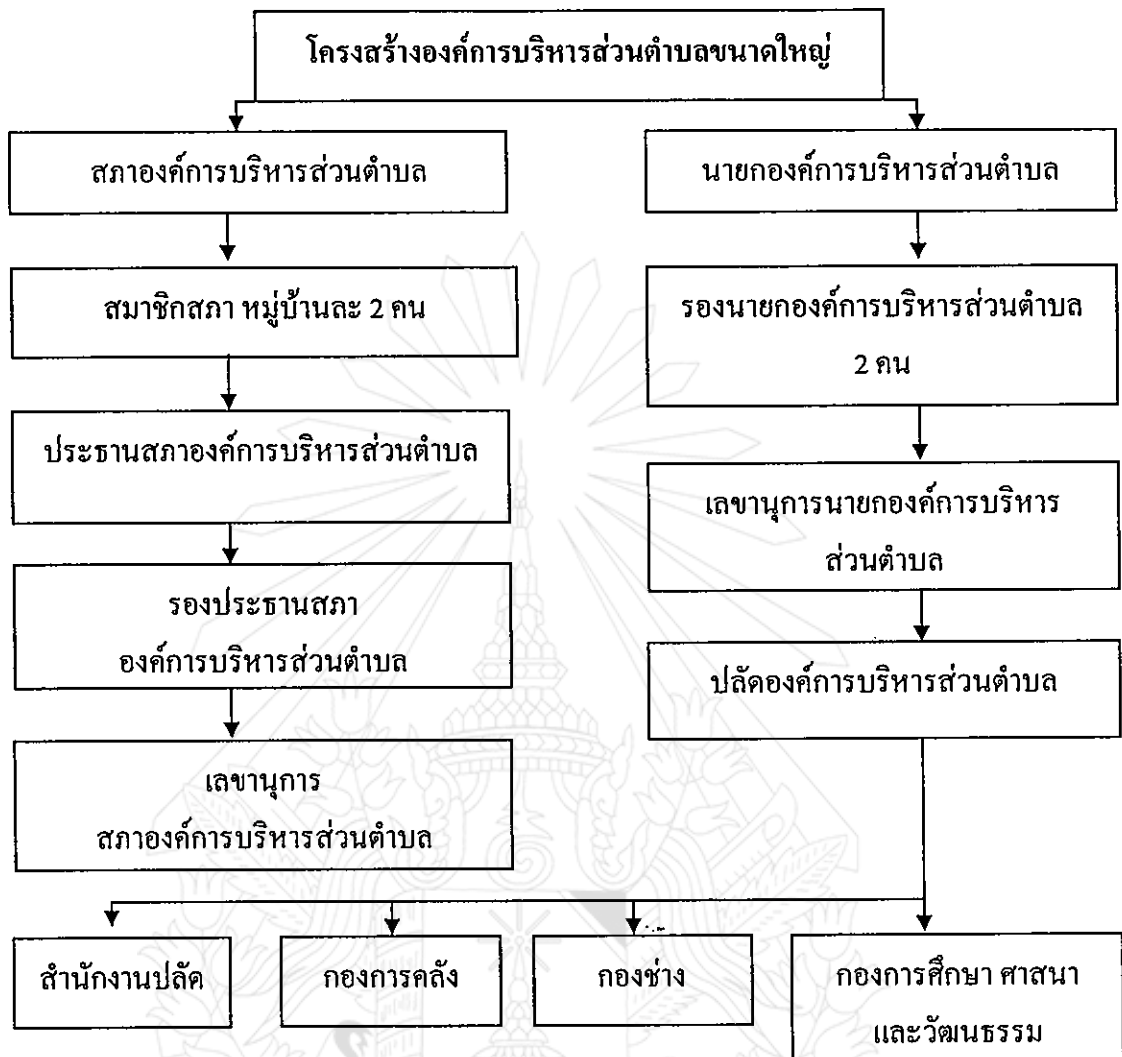 โครงสร้างองค์การบริหารส่วนตำบลขนาดใหญ่
สภาองค์การบริหารส่วนตำบล
สมาชิกสภา หมู่บ้านละ 2 คน
ประธานสภาองค์การบริหารส่วนตำบล
รองประธานสภา
องค์การบริหารส่วนตำบล
เลขานุการ
สภาองค์การบริหารส่วนตำบล
นายกองค์การบริหารส่วนตำบล
รองนายกองค์การบริหารส่วนตำบล
2 คน
เลขานุการนายกองค์การบริหาร
ส่วนตำบล
ปลัดองค์การบริหารส่วนตำบล
สำนักงานปลัด
กองการคลัง
กองช่าง
กองการศึกษา ศาสนา
และวัฒนธรรม